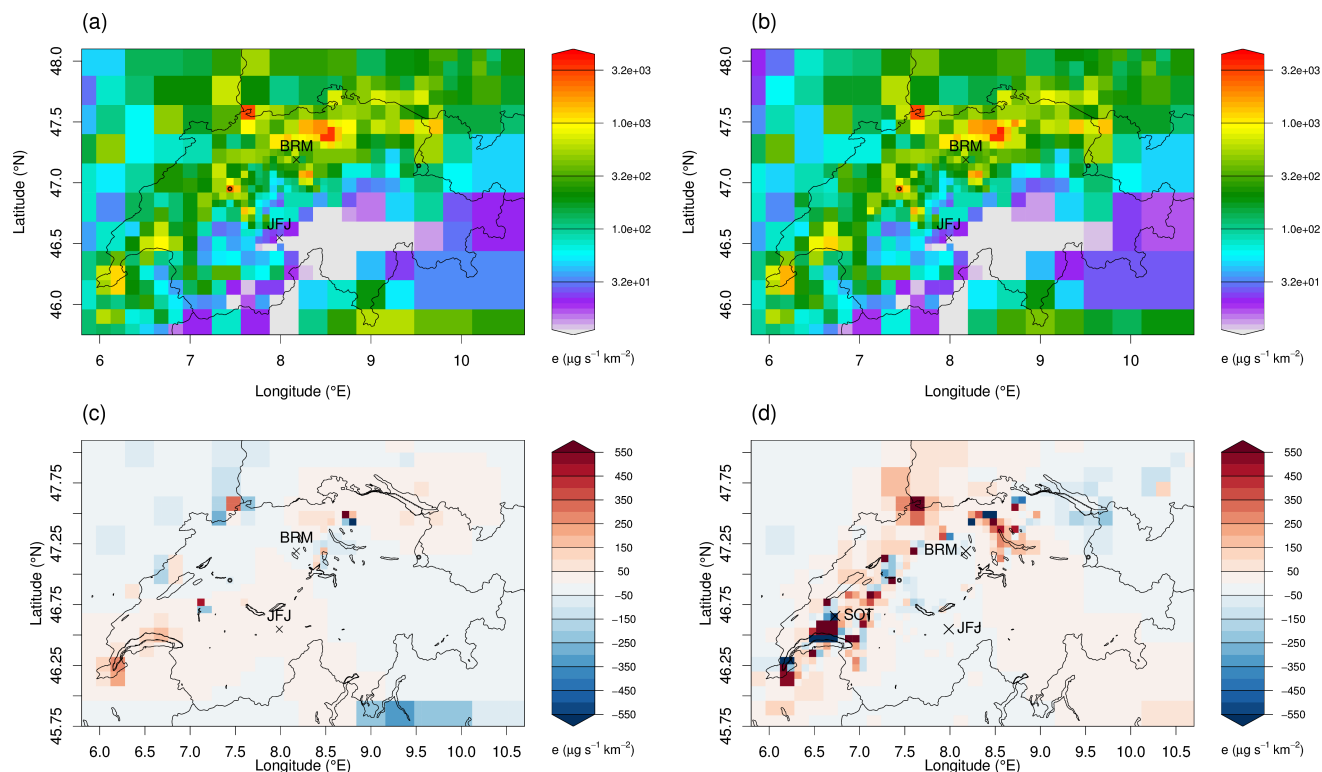 (a)
48.0
47.5
47.0
46.5
46.0
Latitude (°N)
BRM
JFJ
6
7
8
9
10
Longitude (°E)
3.2e+03
1.0e+03
3.2e+02
1.0e+02
3.2e+01
e (μg s⁻¹ km⁻²)
(b)
48.0
47.5
47.0
46.5
46.0
Latitude (°N)
BRM
JFJ
6
7
8
9
10
Longitude (°E)
3.2e+03
1.0e+03
3.2e+02
1.0e+02
3.2e+01
e (μg s⁻¹ km⁻²)
(c)
47.75
47.25
46.75
46.25
45.75
Latitude (°N)
BRM
JFJ
6.0
6.5
7.0
7.5
8.0
8.5
9.0
9.5
10.0
10.5
Longitude (°E)
550
450
350
250
150
50
−50
−150
−250
−350
−450
−550
e (μg s⁻¹ km⁻²)
(d)
47.75
47.25
46.75
46.25
45.75
Latitude (°N)
BRM
SOT
JFJ
6.0
6.5
7.0
7.5
8.0
8.5
9.0
9.5
10.0
10.5
Longitude (°E)
550
450
350
250
150
50
−50
−150
−250
−350
−450
−550
e (μg s⁻¹ km⁻²)